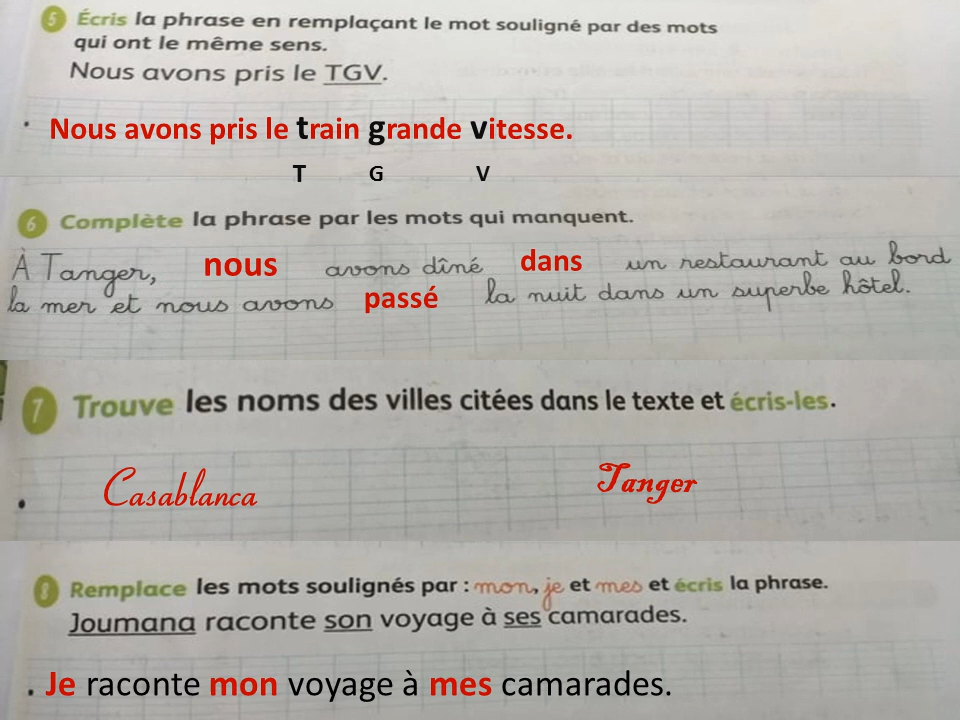 5 Écris la phrase en remplaçant le mot souligné par des mots
qui ont le même sens.
Nous avons pris le TGV.
Nous avons pris le train grande vitesse.
T G V
6 Complète la phrase par les mots qui manquent.
À Tanger, nous avons dîné dans un restaurant au bord
la mer et nous avons passé la nuit dans un superbe hôtel.
7 Trouve les noms des villes citées dans le texte et écris-les.
Casablanca Tanger
8 Remplace les mots soulignés par : mon, je et mes et écris la phrase.
Joumana raconte son voyage à ses camarades.
. Je raconte mon voyage à mes camarades.